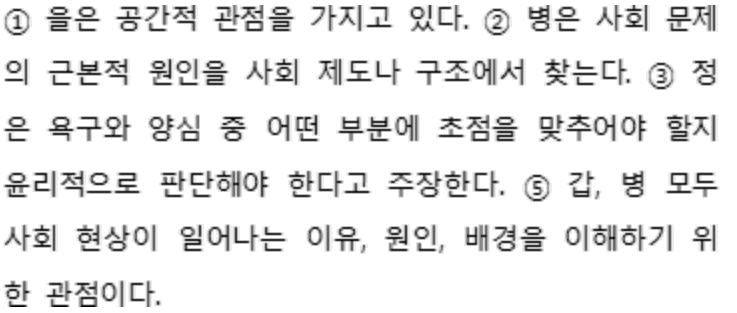 ① 을은 공간적 관점을 가지고 있다. ② 병은 사회 문제
의 근본적 원인을 사회 제도나 구조에서 찾는다. ③ 정
은 욕구와 양심 중 어떤 부분에 초점을 맞추어야 할지
윤리적으로 판단해야 한다고 주장한다. ⑤ 갑, 병 모두
사회 현상이 일어나는 이유, 원인, 배경을 이해하기 위
한 관점이다.